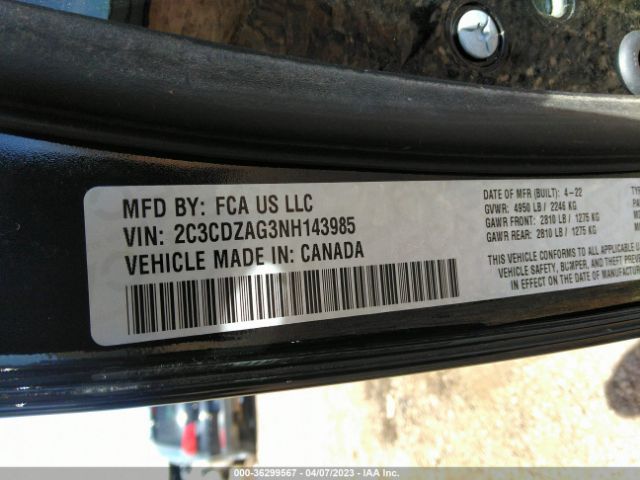 MFD BY: FCA US LLC
VIN: 2C3CDZAG3NH143985
VEHICLE MADE IN: CANADA
DATE OF MFR (BUILT): 4-22
GVWR: 4950 LB / 2246 KG
GAWR FRONT: 2810 LB / 1275 KG
GAWR REAR: 2810 LB / 1275 KG
THIS VEHICLE CONFORMS TO ALL
VEHICLE SAFETY, BUMPER, AND THEFT
IN EFFECT ON THE DATE OF
000-36299567 - 04/07/2023 - IAA Inc.